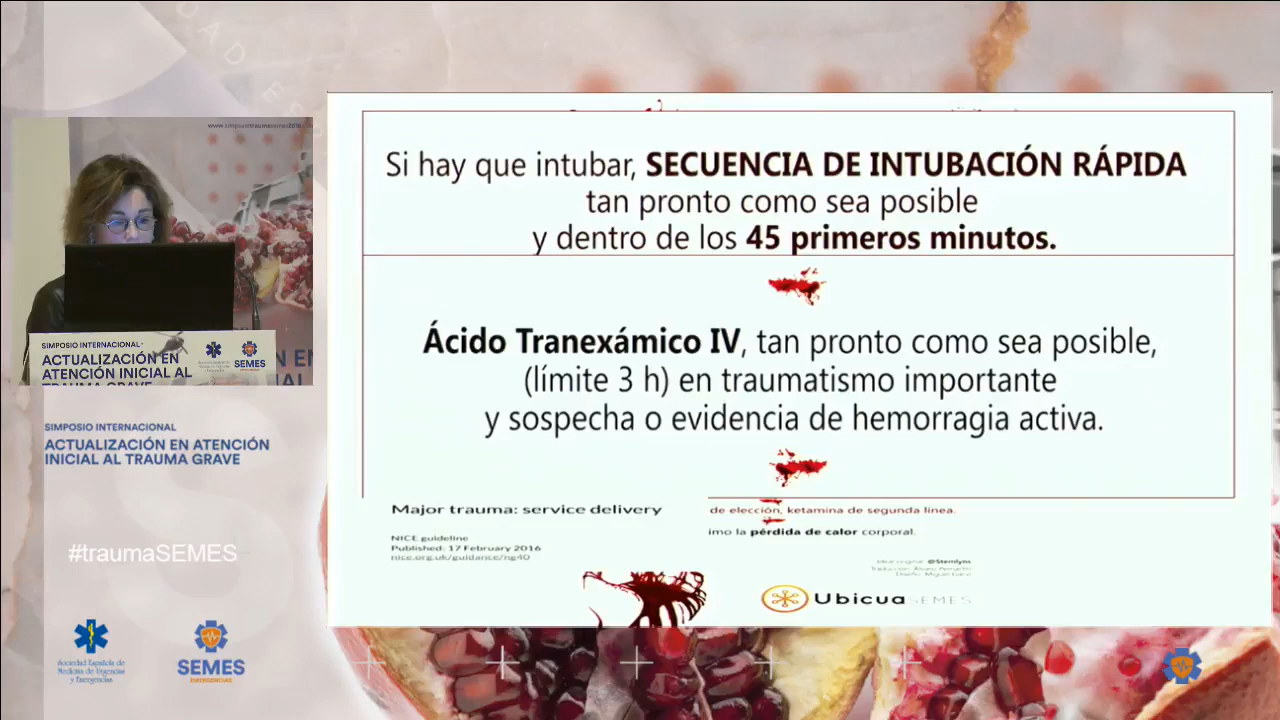 DADES
www.simposiotraumasemes2016.c
SIMPOSIO INTERNACIONAL-
ACTUALIZACIÓN EN
ATENCIÓN INICIAL AL
TRAUMA GRAVE
SEMES
SIMPOSIO INTERNACIONAL
ACTUALIZACIÓN EN ATENCIÓN
INICIAL AL TRAUMA GRAVE
#traumaSEMES
Sociedad Española de
Medicina de Urgencias
y Emergencias
SEMES
Si hay que intubar, SECUENCIA DE INTUBACIÓN RÁPIDA
tan pronto como sea posible
y dentro de los 45 primeros minutos.
Ácido Tranexámico IV, tan pronto como sea posible,
(límite 3 h) en traumatismo importante
y sospecha o evidencia de hemorragia activa.
Major trauma: service delivery
NICE guideline
Published: 17 February 2016
nice.org.uk/guidance/ng40
de elección, ketamina de segunda línea.
imo la pérdida de calor corporal.
UbicuaSEMES